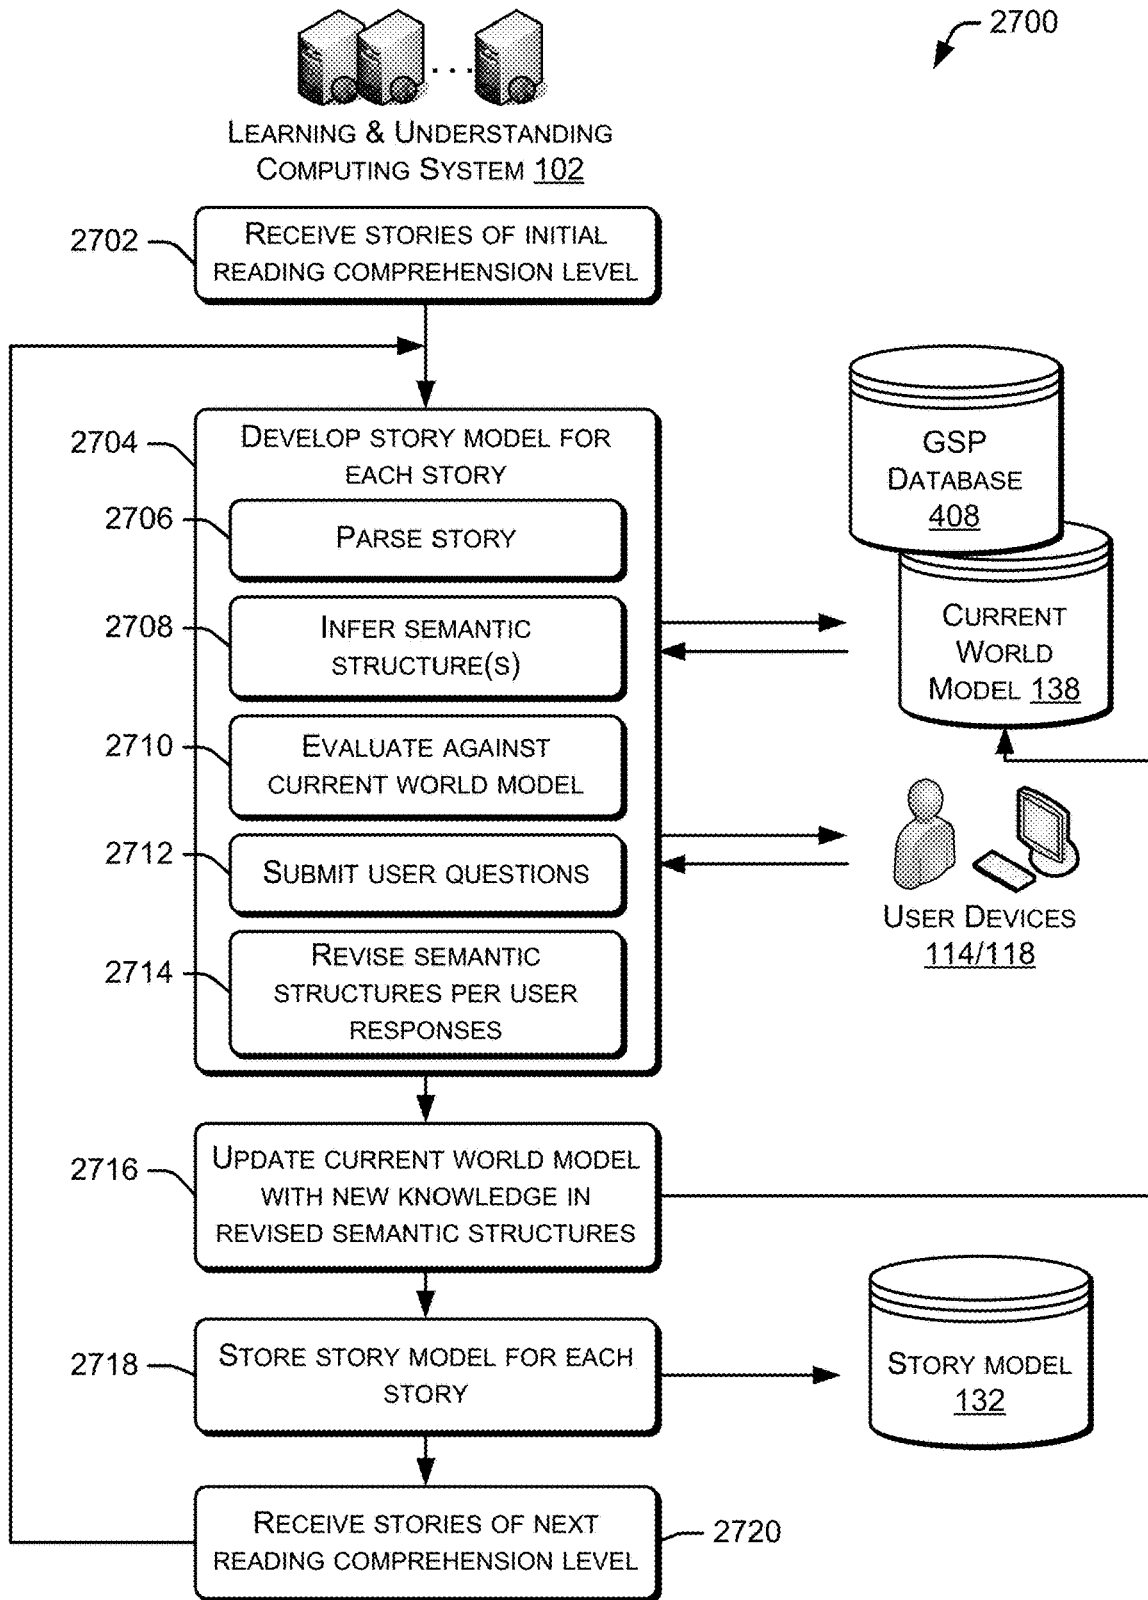 2700
LEARNING & UNDERSTANDING
COMPUTING SYSTEM 102
2702
RECEIVE STORIES OF INITIAL
READING COMPREHENSION LEVEL
2704
DEVELOP STORY MODEL FOR
EACH STORY
2706
PARSE STORY
2708
INFER SEMANTIC
STRUCTURE(S)
2710
EVALUATE AGAINST
CURRENT WORLD MODEL
2712
SUBMIT USER QUESTIONS
2714
REVISE SEMANTIC
STRUCTURES PER USER
RESPONSES
GSP
DATABASE
408
CURRENT
WORLD
MODEL 138
USER DEVICES
114/118
2716
UPDATE CURRENT WORLD MODEL
WITH NEW KNOWLEDGE IN
REVISED SEMANTIC STRUCTURES
2718
STORE STORY MODEL FOR EACH
STORY
STORY MODEL
132
RECEIVE STORIES OF NEXT
READING COMPREHENSION LEVEL
2720